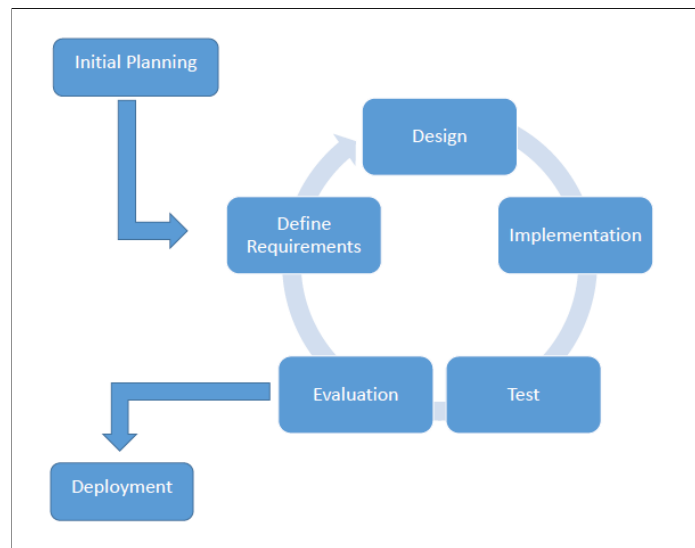 Initial Planning
Design
Define
Requirements
Implementation
Evaluation
Test
Deployment